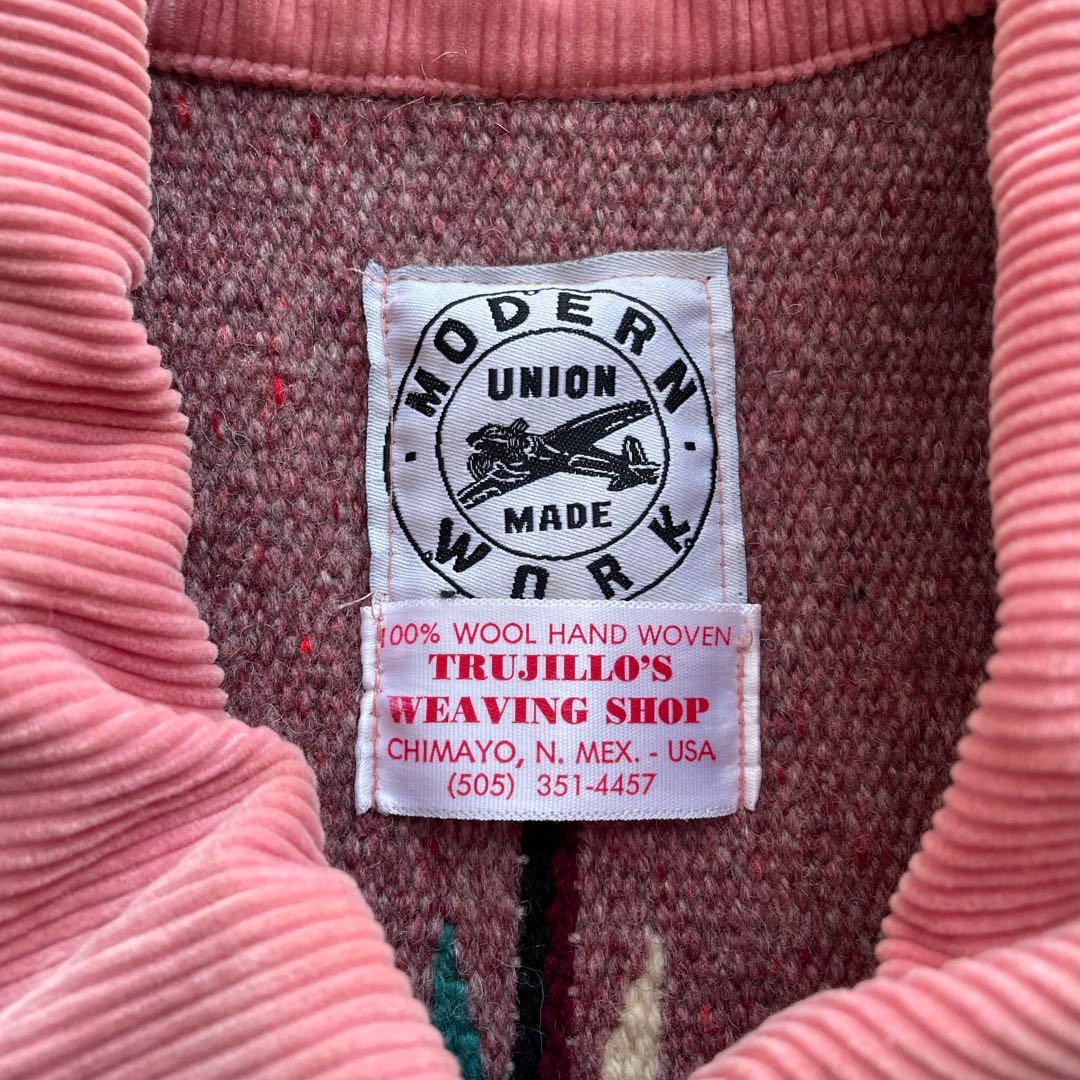 MODERN
UNION
MADE
WORK
100% WOOL HAND WOVEN
TRUJILLO'S
WEAVING SHOP
CHIMAYO, N. MEX. - USA
(505) 351-4457